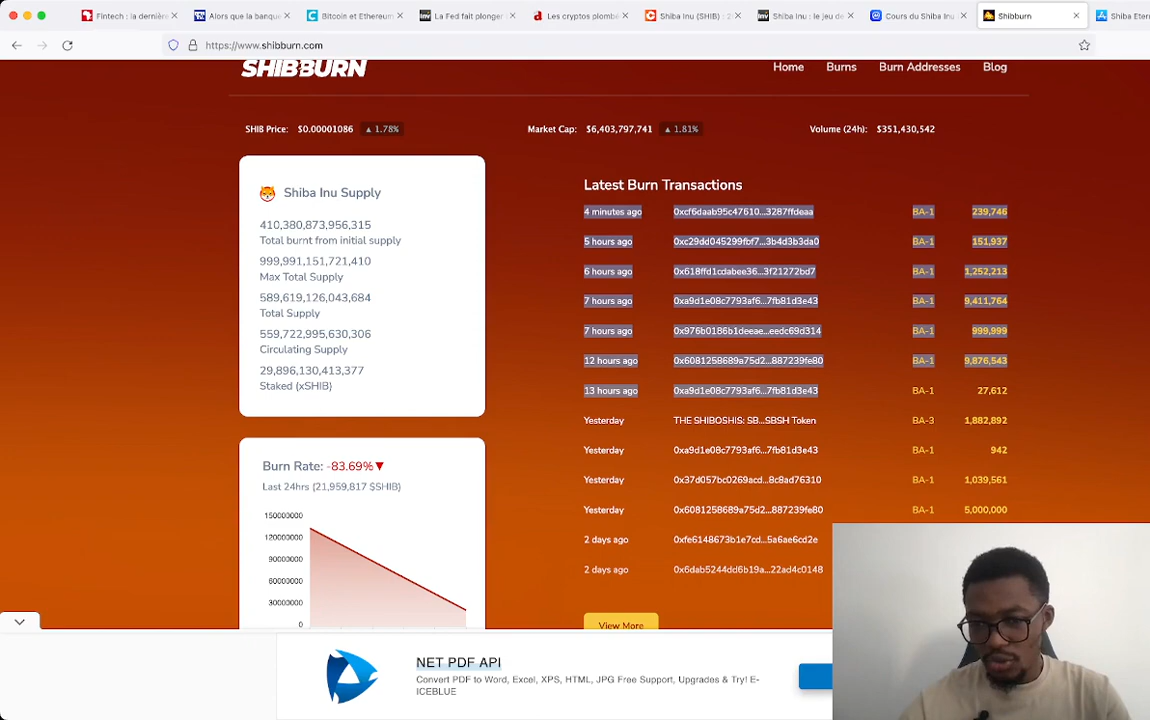 Fintech : la dernière
Alors que la banque
Bitcoin et Ethereum
La Fed fait plonger
Les cryptos plombé
Shiba Inu (SHIB) : 2
Shiba Inu : le jeu de
Cours du Shiba Inu
Shibburn
Shiba Eter
https://www.shibburn.com
SHIBBURN
Home Burns Burn Addresses Blog
SHIB Price: $0.00001086 ▲ 1.78% Market Cap: $6,403,797,741 ▲ 1.81% Volume (24h): $351,430,542
Shiba Inu Supply
410,380,873,956,315
Total burnt from initial supply
999,991,151,721,410
Max Total Supply
589,619,126,043,684
Total Supply
559,722,995,630,306
Circulating Supply
29,896,130,413,377
Staked (xSHIB)
Burn Rate: -83.69%▼
Last 24hrs (21,959,817 $SHIB)
150000000
120000000
90000000
60000000
30000000
0
Latest Burn Transactions
4 minutes ago 0xcf6daab95c47610...3287ffdeaa BA-1 239,746
5 hours ago 0xc29dd045299fbf7...3b4d3b3da0 BA-1 151,937
6 hours ago 0x618ffd1cdabee36...3f21272bd7 BA-1 1,252,213
7 hours ago 0xa9d1e08c7793af6...7fb81d3e43 BA-1 9,411,764
7 hours ago 0x976b0186b1deeae...eedc69d314 BA-1 999,999
12 hours ago 0x6081258689a75d2...887239fe80 BA-1 9,876,543
13 hours ago 0xa9d1e08c7793af6...7fb81d3e43 BA-1 27,612
Yesterday THE SHIBOSHIS: SB...SBSH Token BA-3 1,882,892
Yesterday 0xa9d1e08c7793af6...7fb81d3e43 BA-1 942
Yesterday 0x37d057bc0269acd...8c8ad76310 BA-1 1,039,561
Yesterday 0x6081258689a75d2...887239fe80 BA-1 5,000,000
2 days ago 0xfe6148673b1e7cd...5a6ae6cd2e
2 days ago 0x6dab5244dd6b19a...22ad4c0148
View More
NET PDF API
Convert PDF to Word, Excel, XPS, HTML, JPG Free Support, Upgrades & Try! E-
ICEBLUE